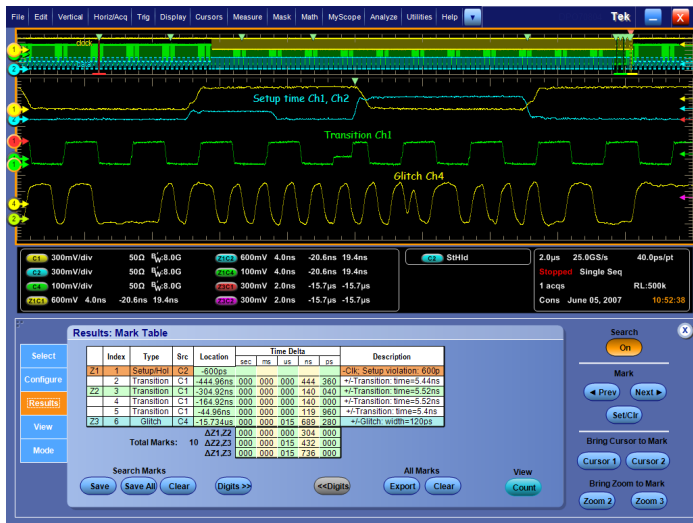 File Edit Vertical Horiz/Acq Trig Display Cursors Measure Mask Math MyScope Analyze Utilities Help Tek X
clock
Setup time Ch1, Ch2
Transition Ch1
Glitch Ch4
C1 300mV/div 50Ω BW:8.0G Z1C2 600mV 4.0ns -20.6ns 19.4ns C2 StHld 2.0µs 25.0GS/s 40.0ps/pt
C2 300mV/div 50Ω BW:8.0G Z1C4 100mV 4.0ns -20.6ns 19.4ns Stopped Single Seq
C4 100mV/div 50Ω BW:8.0G Z3C1 300mV 2.0ns -15.7µs -15.7µs 1 acqs RL:500k
Z1C1 600mV 4.0ns -20.6ns 19.4ns 300mV 2.0ns -15.7µs -15.7µs Cons June 05, 2007 10:52:38
Results: Mark Table
Select
Configure
Results
View
Mode
Index Type Src Location Time Delta Description
sec ms us ns ps
Z1 1 Setup/Hol C2 -600ps -Clk; Setup violation: 600p
2 Transition C1 -444.96ns 000 000 000 444 360 +/-Transition: time=5.44ns
Z2 3 Transition C1 -304.92ns 000 000 000 140 040 +/-Transition: time=5.52ns
4 Transition C1 -164.92ns 000 000 000 140 000 +/-Transition: time=5.52ns
5 Transition C1 -44.96ns 000 000 000 119 960 +/-Transition: time=5.4ns
Z3 6 Glitch C4 -15.734us 000 000 015 689 280 +/-Glitch: width=120ps
ΔZ1,Z2 000 000 000 304 000
Total Marks: 10 ΔZ2,Z3 000 000 015 432 000
ΔZ1,Z3 000 000 015 736 000
Search Marks
Save Save All Clear Digits >> <<Digits
All Marks
Export Clear
View
Count
Search
On
X
Mark
Prev Next
Set/Clr
Bring Cursor to Mark
Cursor 1 Cursor 2
Bring Zoom to Mark
Zoom 2 Zoom 3